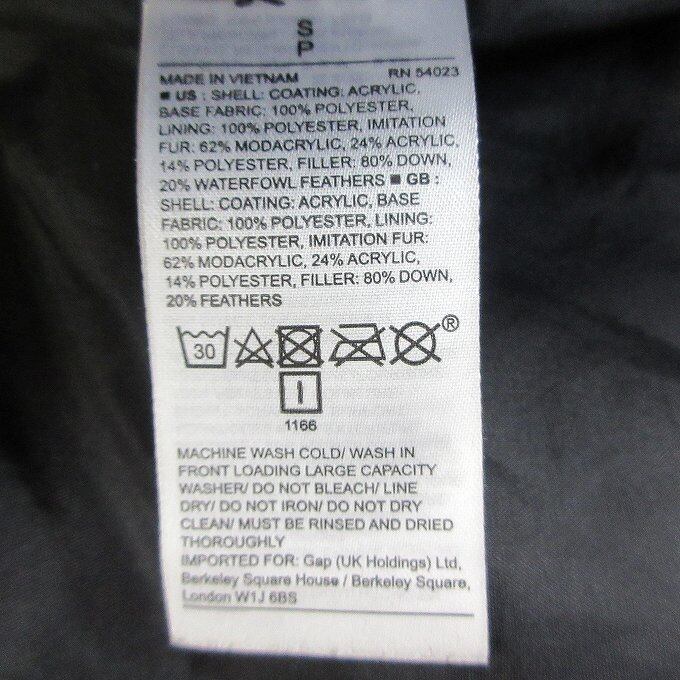 S
P
MADE IN VIETNAM RN 54023
■ US : SHELL: COATING: ACRYLIC,
BASE FABRIC: 100% POLYESTER,
LINING: 100% POLYESTER, IMITATION
FUR: 62% MODACRYLIC, 24% ACRYLIC,
14% POLYESTER, FILLER: 80% DOWN,
20% WATERFOWL FEATHERS ■ GB :
SHELL: COATING: ACRYLIC, BASE
FABRIC: 100% POLYESTER, LINING:
100% POLYESTER, IMITATION FUR:
62% MODACRYLIC, 24% ACRYLIC,
14% POLYESTER, FILLER: 80% DOWN,
20% FEATHERS
30 ®
1166
MACHINE WASH COLD/ WASH IN
FRONT LOADING LARGE CAPACITY
WASHER/ DO NOT BLEACH/ LINE
DRY/ DO NOT IRON/ DO NOT DRY
CLEAN/ MUST BE RINSED AND DRIED
THOROUGHLY
IMPORTED FOR: Gap (UK Holdings) Ltd,
Berkeley Square House / Berkeley Square,
London W1J 6BS